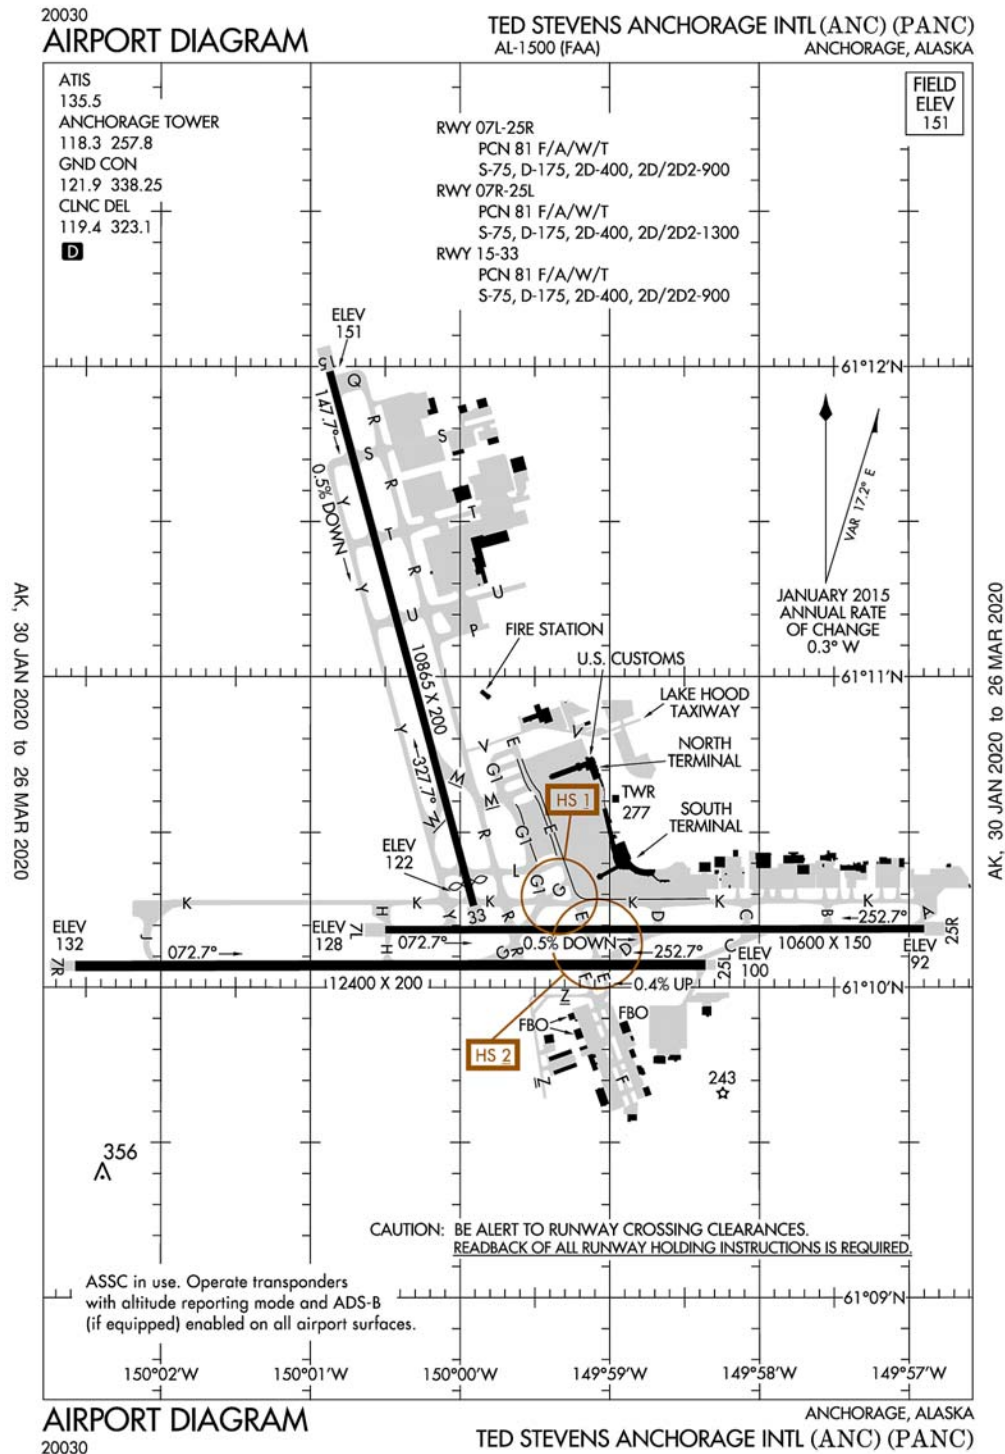 20030
AIRPORT DIAGRAM
TED STEVENS ANCHORAGE INTL (ANC) (PANC)
AL-1500 (FAA)
ANCHORAGE, ALASKA
ATIS
135.5
ANCHORAGE TOWER
118.3 257.8
GND CON
121.9 338.25
CLNC DEL
119.4 323.1
D
FIELD
ELEV
151
RWY 07L-25R
PCN 81 F/A/W/T
S-75, D-175, 2D-400, 2D/2D2-900
RWY 07R-25L
PCN 81 F/A/W/T
S-75, D-175, 2D-400, 2D/2D2-1300
RWY 15-33
PCN 81 F/A/W/T
S-75, D-175, 2D-400, 2D/2D2-900
ELEV
151
15
61°12'N
Q
147.7°
R
S
S
0.5% DOWN
R
Y
T
T
R
Y
U
U
P
VAR 17.2° E
JANUARY 2015
ANNUAL RATE
OF CHANGE
0.3° W
AK, 30 JAN 2020 to 26 MAR 2020
AK, 30 JAN 2020 to 26 MAR 2020
FIRE STATION
U.S. CUSTOMS
61°11'N
10865 X 200
LAKE HOOD
TAXIWAY
Y
V
E
V
NORTH
TERMINAL
327.7°
M
G1
M
HS 1
TWR
277
SOUTH
TERMINAL
M
R
G1
E
ELEV
122
L
G1
G
K
K
K
K
K
K
H
Y
33
R
E
D
C
B
252.7°
A
ELEV
132
J
ELEV
128
7L
H
072.7°
0.5% DOWN
10600 X 150
ELEV
92
25R
7R
072.7°
G
R
D
252.7°
25L
C
ELEV
100
12400 X 200
E
E
0.4% UP
61°10'N
Z
FBO
FBO
HS 2
Z
F
243
356
CAUTION: BE ALERT TO RUNWAY CROSSING CLEARANCES.
READBACK OF ALL RUNWAY HOLDING INSTRUCTIONS IS REQUIRED.
ASSC in use. Operate transponders
with altitude reporting mode and ADS-B
(if equipped) enabled on all airport surfaces.
61°09'N
150°02'W
150°01'W
150°00'W
149°59'W
149°58'W
149°57'W
AIRPORT DIAGRAM
20030
ANCHORAGE, ALASKA
TED STEVENS ANCHORAGE INTL (ANC) (PANC)